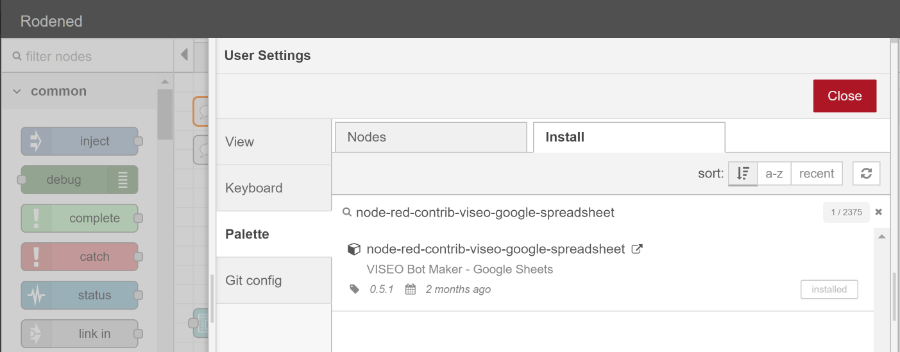 Rodened
filter nodes
common
inject
debug
complete
catch
status
link in
User Settings
Close
View
Keyboard
Palette
Git config
Nodes
Install
sort: a-z recent
node-red-contrib-viseo-google-spreadsheet 1 / 2375
node-red-contrib-viseo-google-spreadsheet
VISEO Bot Maker - Google Sheets
0.5.1 2 months ago
installed